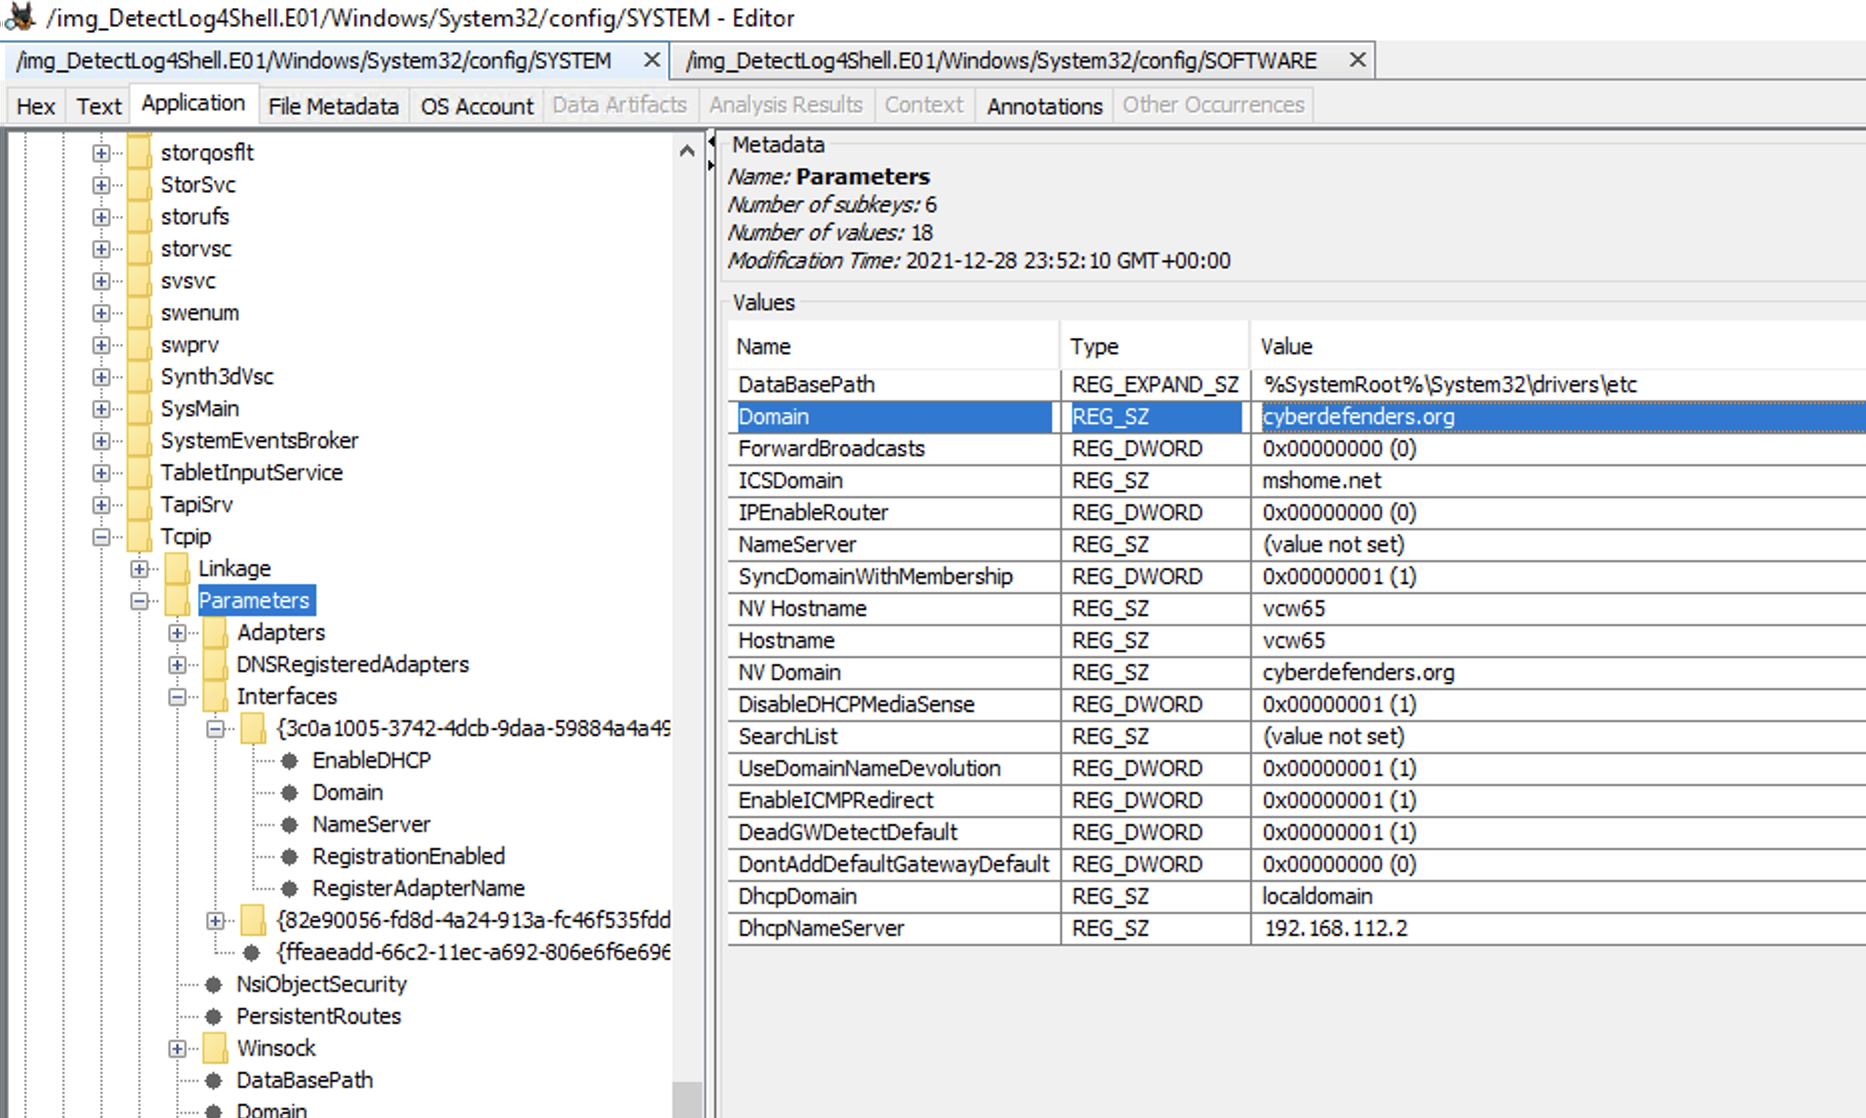 /img_DetectLog4Shell.E01/Windows/System32/config/SYSTEM - Editor
/img_DetectLog4Shell.E01/Windows/System32/config/SYSTEM
/img_DetectLog4Shell.E01/Windows/System32/config/SOFTWARE
Hex Text Application File Metadata OS Account Data Artifacts Analysis Results Context Annotations Other Occurrences
storqosflt
StorSvc
storufs
storvsc
svsvc
swenum
swprv
Synth3dVsc
SysMain
SystemEventsBroker
TabletInputService
TapiSrv
Tcpip
Linkage
Parameters
Adapters
DNSRegisteredAdapters
Interfaces
{3c0a1005-3742-4dcb-9daa-59884a4a49
EnableDHCP
Domain
NameServer
RegistrationEnabled
RegisterAdapterName
{82e90056-fd8d-4a24-913a-fc46f535fdd
{ffeaeadd-66c2-11ec-a692-806e6f6e696
NsiObjectSecurity
PersistentRoutes
Winsock
DataBasePath
Domain
Metadata
Name: Parameters
Number of subkeys: 6
Number of values: 18
Modification Time: 2021-12-28 23:52:10 GMT+00:00
Values
Name Type Value
DataBasePath REG_EXPAND_SZ %SystemRoot%\System32\drivers\etc
Domain REG_SZ cyberdefenders.org
ForwardBroadcasts REG_DWORD 0x00000000 (0)
ICSDomain REG_SZ mshome.net
IPEnableRouter REG_DWORD 0x00000000 (0)
NameServer REG_SZ (value not set)
SyncDomainWithMembership REG_DWORD 0x00000001 (1)
NV Hostname REG_SZ vcw65
Hostname REG_SZ vcw65
NV Domain REG_SZ cyberdefenders.org
DisableDHCPMediaSense REG_DWORD 0x00000001 (1)
SearchList REG_SZ (value not set)
UseDomainNameDevolution REG_DWORD 0x00000001 (1)
EnableICMPRedirect REG_DWORD 0x00000001 (1)
DeadGWDetectDefault REG_DWORD 0x00000001 (1)
DontAddDefaultGatewayDefault REG_DWORD 0x00000000 (0)
DhcpDomain REG_SZ localdomain
DhcpNameServer REG_SZ 192.168.112.2